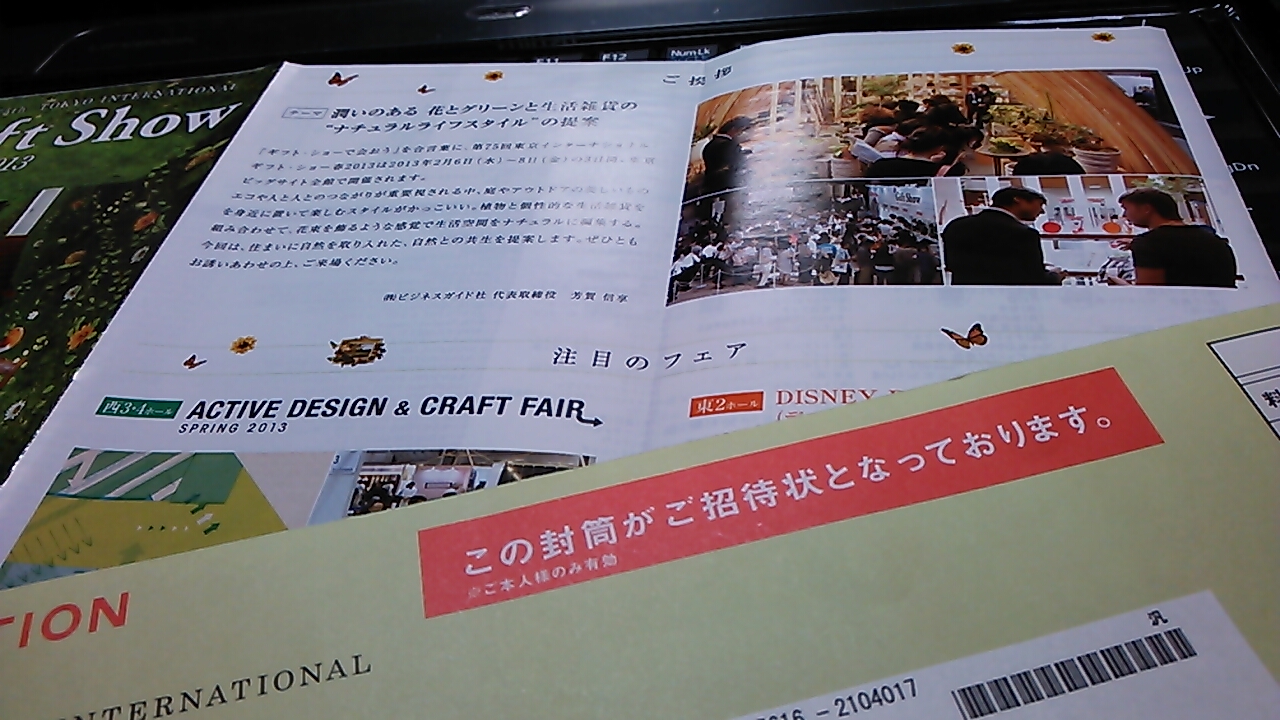 F11
F12
NumLk
TOKYO INTERNATIONAL
ft Show
2013
ご挨拶
テーマ 潤いのある 花とグリーンと生活雑貨の
"ナチュラルライフスタイル"の提案
「ギフト・ショーで会おう」を合言葉に、第75回東京インターナショナル
ギフト・ショー春2013は2013年2月6日(水)〜8日(金)の3日間、東京
ビッグサイト全館で開催されます。
エコや人と人とのつながりが重要視される中、庭やアウトドアの楽しいもの
を身近に置いて楽しむスタイルがかっこいい。植物と個性的な生活雑貨を
組み合わせて、花束を飾るような感覚で生活空間をナチュラルに編集する。
今回は、住まいに自然を取り入れた、自然との共生を提案します。ぜひとも
お誘いあわせの上、ご来場ください。
㈱ビジネスガイド社 代表取締役 芳賀 信享
注目のフェア
西3・4ホール ACTIVE DESIGN & CRAFT FAIR
SPRING 2013
東2ホール DISNEY
この封筒がご招待状となっております。
※ご本人様のみ有効
TION
INTERNATIONAL
-2104017